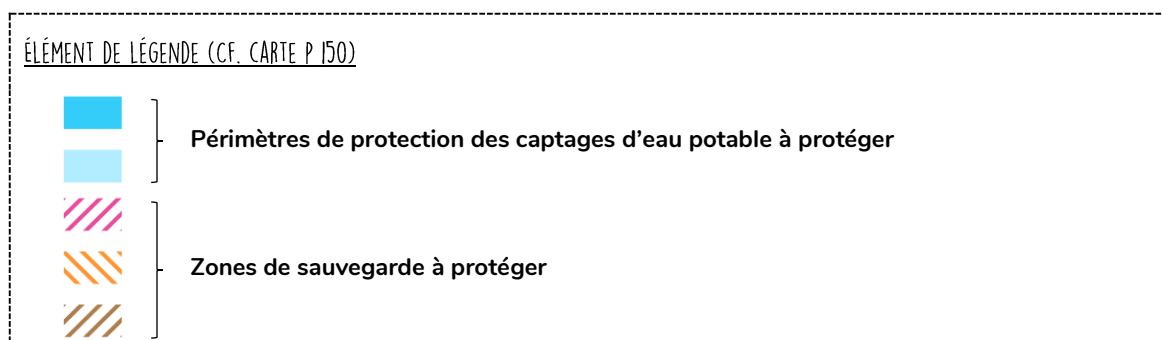 ÉLÉMENT DE LÉGENDE (CF. CARTE P 150)
Périmètres de protection des captages d’eau potable à protéger
Zones de sauvegarde à protéger